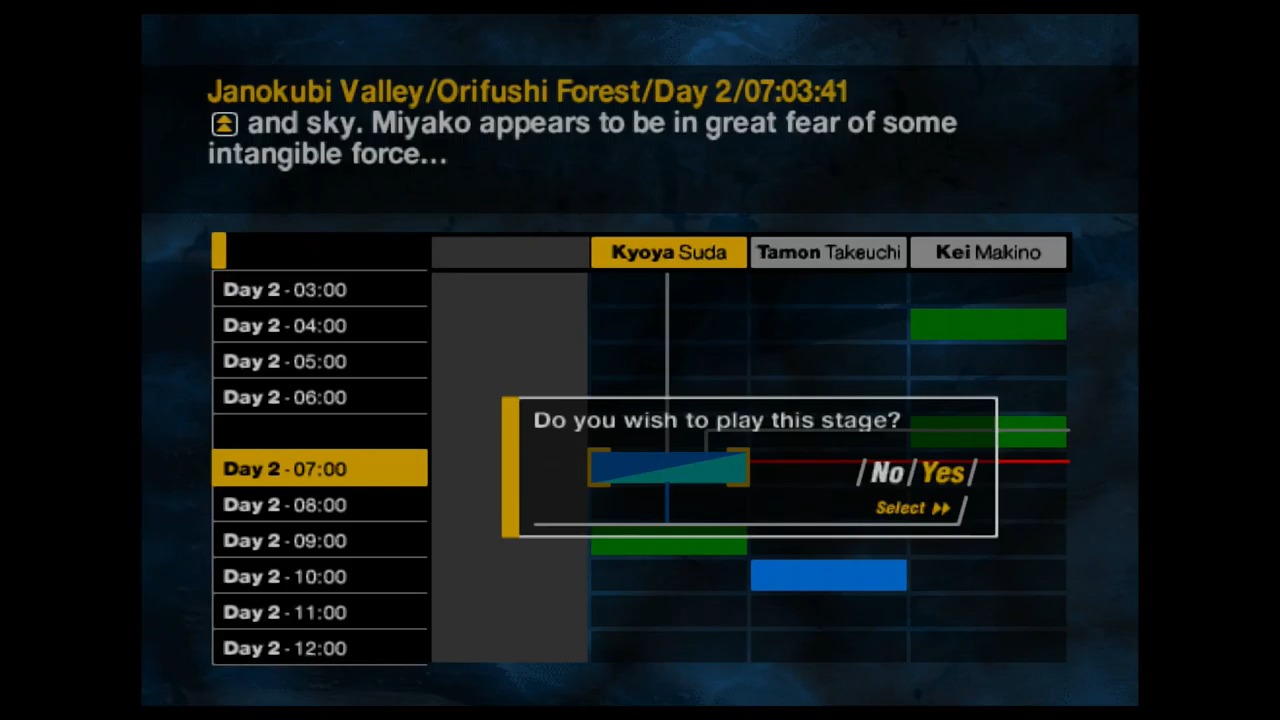 Janokubi Valley/Orifushi Forest/Day 2/07:03:41
and sky. Miyako appears to be in great fear of some
intangible force...
Kyoya Suda Tamon Takeuchi Kei Makino
Day 2 - 03:00
Day 2 - 04:00
Day 2 - 05:00
Day 2 - 06:00
Do you wish to play this stage?
Day 2 - 07:00
/No/Yes/
Day 2 - 08:00
Select
Day 2 - 09:00
Day 2 - 10:00
Day 2 - 11:00
Day 2 - 12:00